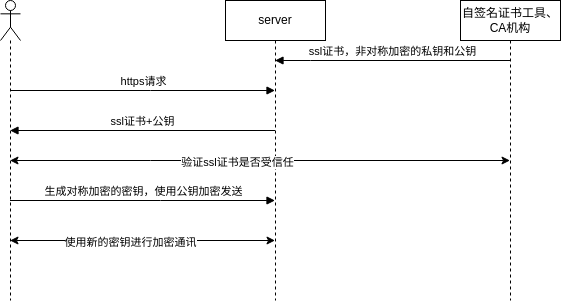 server
自签名证书工具、
CA机构
ssl证书，非对称加密的私钥和公钥
https请求
ssl证书+公钥
验证ssl证书是否受信任
生成对称加密的密钥，使用公钥加密发送
使用新的密钥进行加密通讯